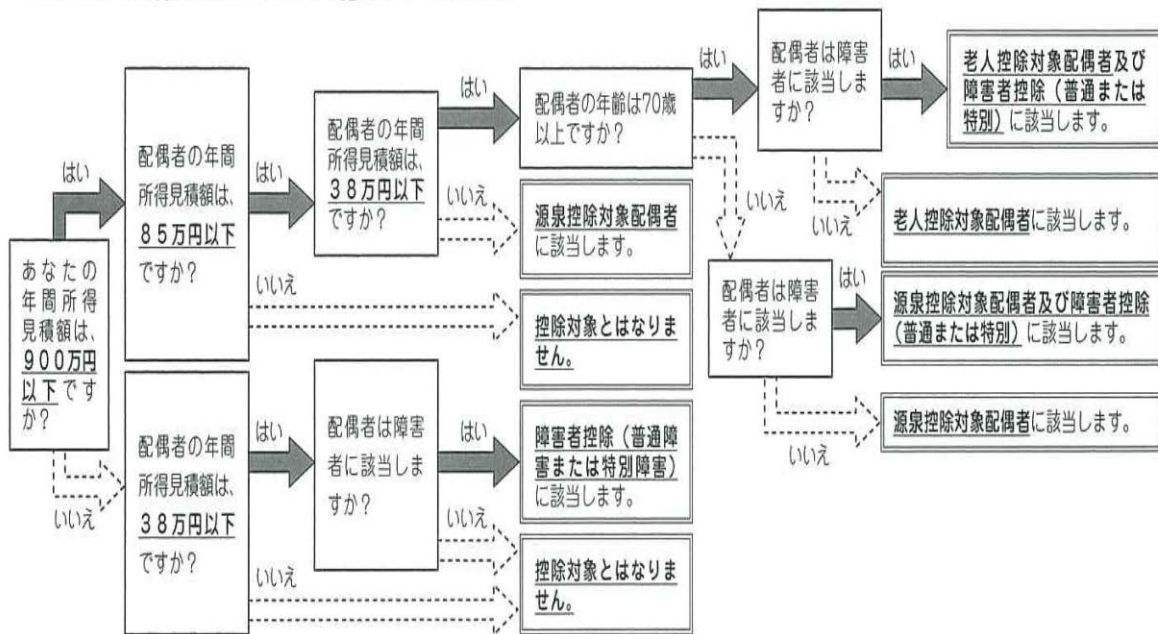 あなたの
年間所得
見積額は、
900万円
以下です
か？
はい
いいえ
配偶者の年間
所得見積額は、
85万円以下
ですか？
はい
いいえ
配偶者の年間
所得見積額は、
38万円以下
ですか？
はい
いいえ
配偶者の年齢は70歳
以上ですか？
はい
いいえ
配偶者は障害
者に該当しま
すか？
はい
いいえ
老人控除対象配偶者及び
障害者控除（普通または
特別）に該当します。
老人控除対象配偶者に該当します。
配偶者は障害
者に該当しま
すか？
はい
いいえ
源泉控除対象配偶者及び障害者控除
（普通または特別）に該当します。
源泉控除対象配偶者に該当します。
源泉控除対象配偶者
に該当します。
控除対象とはなりま
せん。
配偶者の年間
所得見積額は、
38万円以下
ですか？
はい
いいえ
配偶者は障害
者に該当しま
すか？
はい
いいえ
障害者控除（普通障
害または特別障害）
に該当します。
控除対象とはなりま
せん。